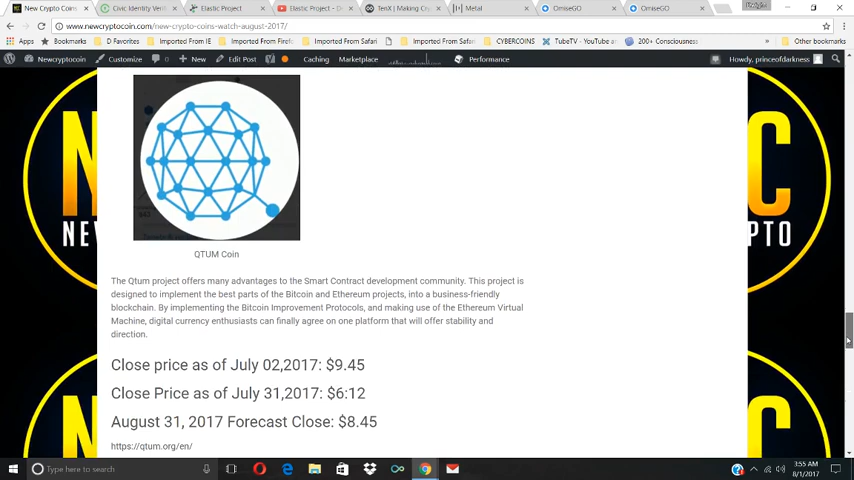 New Crypto Coin
Civic Identity Verif
Elastic Project
Elastic Project - D
TenX | Making Cry
Metal
OmiseGO
OmiseGO
www.newcryptocoin.com/new-crypto-coins-watch-august-2017/
Apps
Bookmarks
D Favorites
Imported From IE
Imported From Firefox
Imported From Safari
Imported From Safari
CYBERCOINS
TubeTV - YouTube a
200+ Consciousness
Other bookmarks
Newcryptocoin
Customize
0
New
Edit Post
Caching
Marketplace
Performance
Howdy, princeofdarkness
QTUM Coin
The Qtum project offers many advantages to the Smart Contract development community. This project is
designed to implement the best parts of the Bitcoin and Ethereum projects, into a business-friendly
blockchain. By implementing the Bitcoin Improvement Protocols, and making use of the Ethereum Virtual
Machine, digital currency enthusiasts can finally agree on one platform that will offer stability and
direction.
Close price as of July 02,2017: $9.45
Close Price as of July 31,2017: $6:12
August 31, 2017 Forecast Close: $8.45
https://qtum.org/en/
Type here to search
3:55 AM
8/1/2017